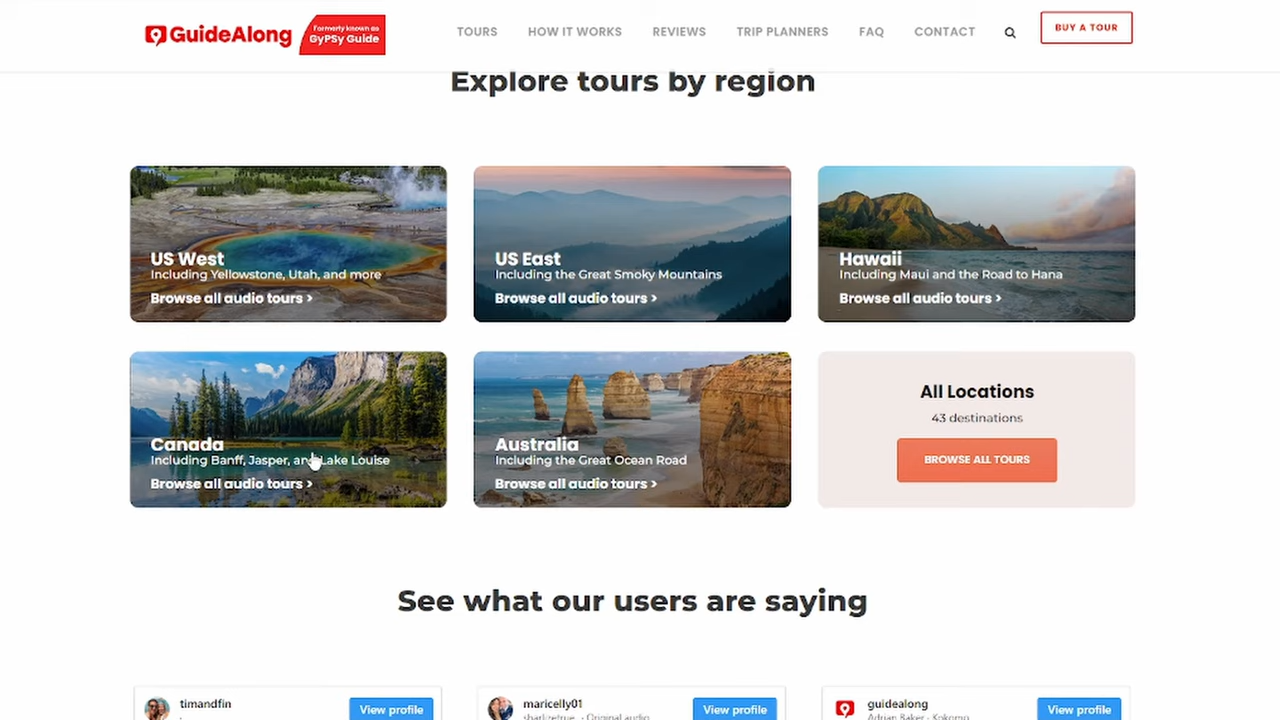 GuideAlong
Formerly known as
GyPSy Guide
TOURS
HOW IT WORKS
REVIEWS
TRIP PLANNERS
FAQ
CONTACT
BUY A TOUR
Explore tours by region
US West
Including Yellowstone, Utah, and more
Browse all audio tours >
US East
Including the Great Smoky Mountains
Browse all audio tours >
Hawaii
Including Maui and the Road to Hana
Browse all audio tours >
Canada
Including Banff, Jasper, and Lake Louise
Browse all audio tours >
Australia
Including the Great Ocean Road
Browse all audio tours >
All Locations
43 destinations
BROWSE ALL TOURS
See what our users are saying
timandfin
View profile
maricelly01
· Original audio
View profile
guidealong
Adrian Baker · Kokomo
View profile